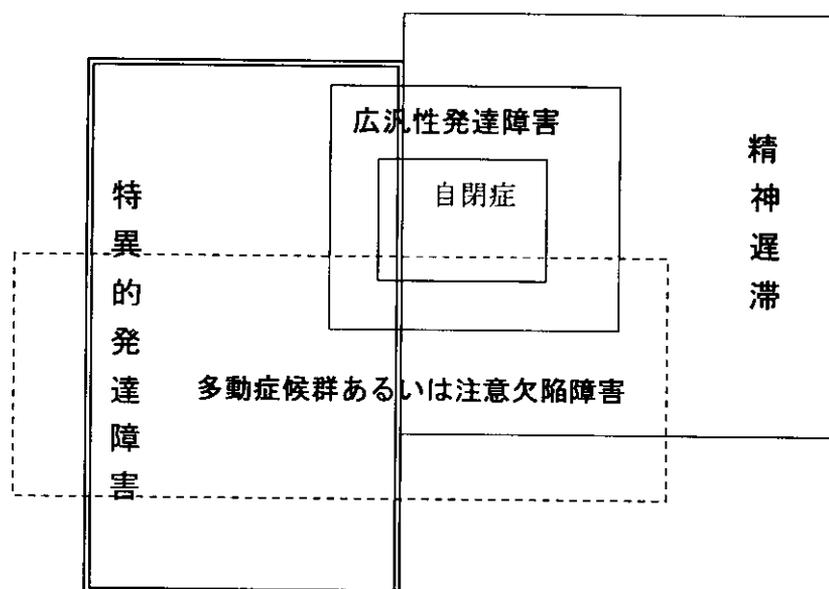 広汎性発達障害
自閉症
精神遅滞
特異的発達障害
多動症候群あるいは注意欠陥障害